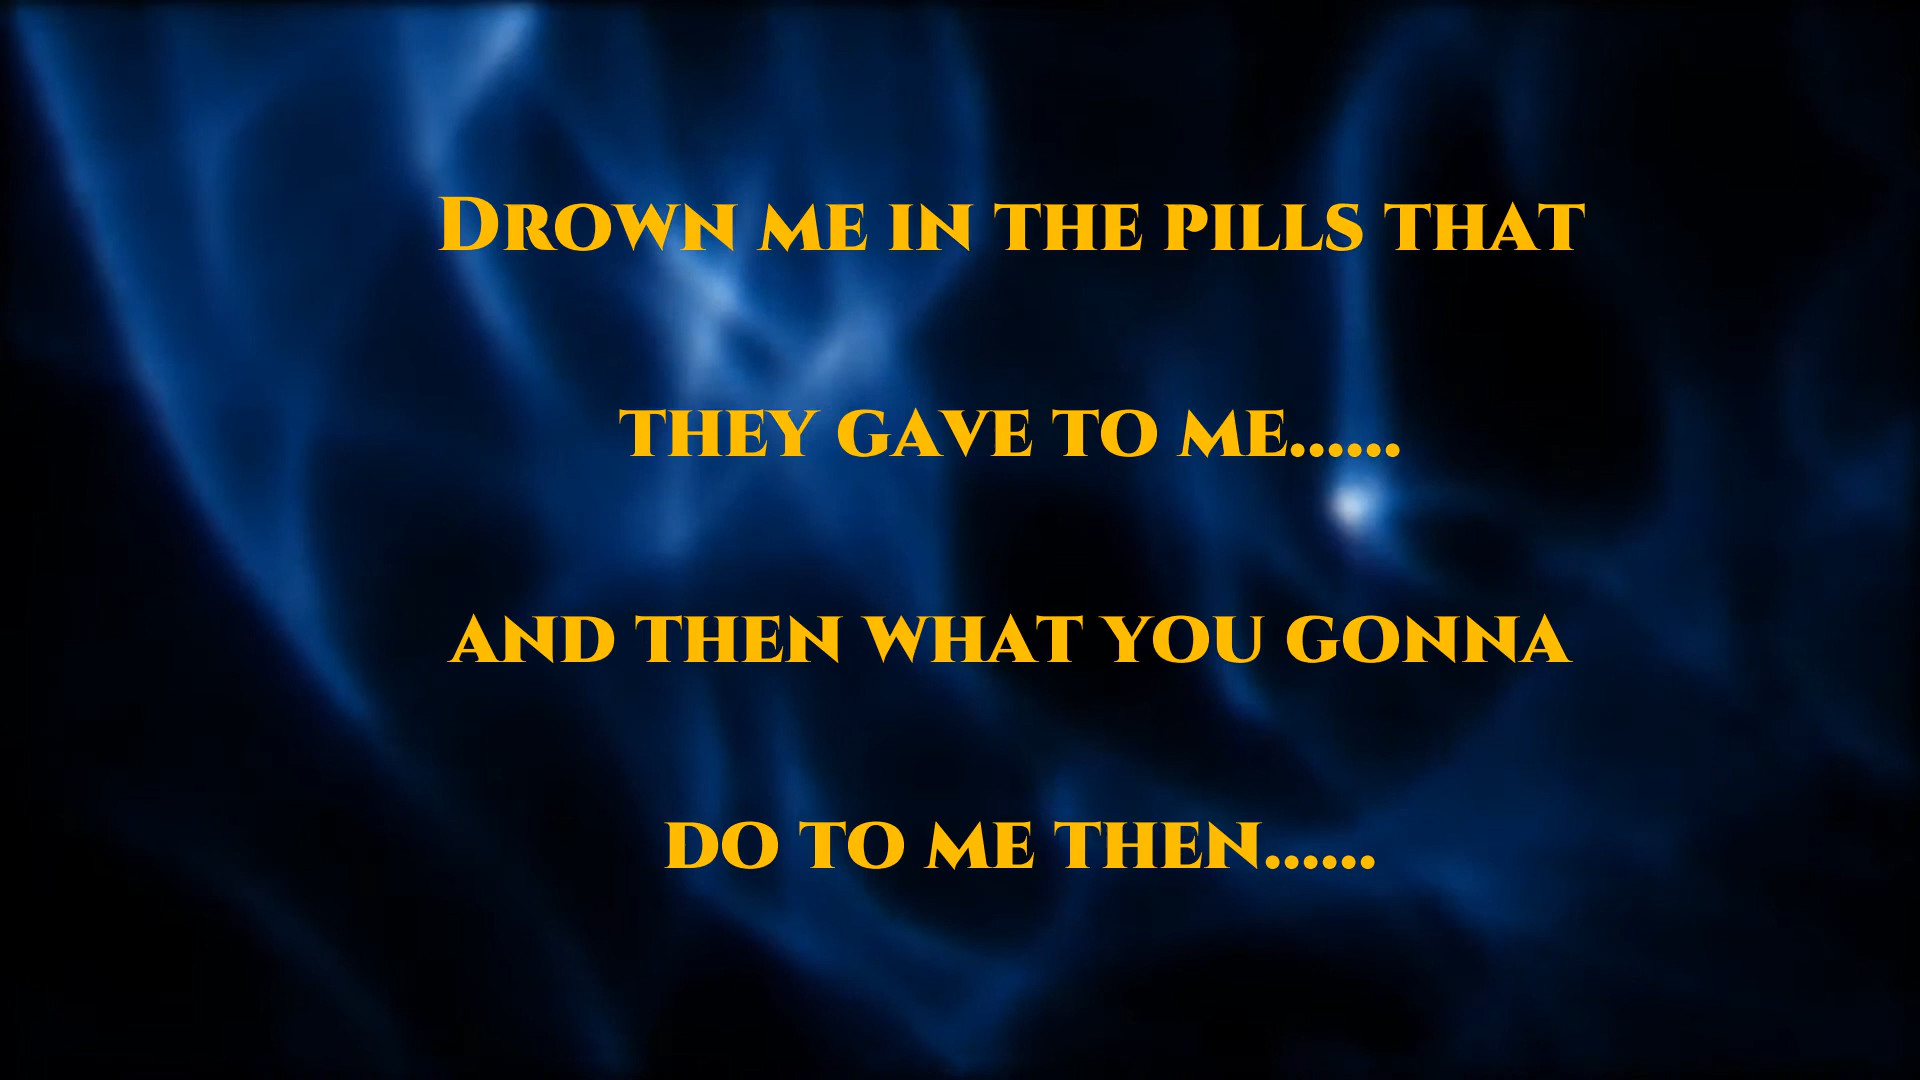 Drown me in the pills that
they gave to me......
and then what you gonna
do to me then......